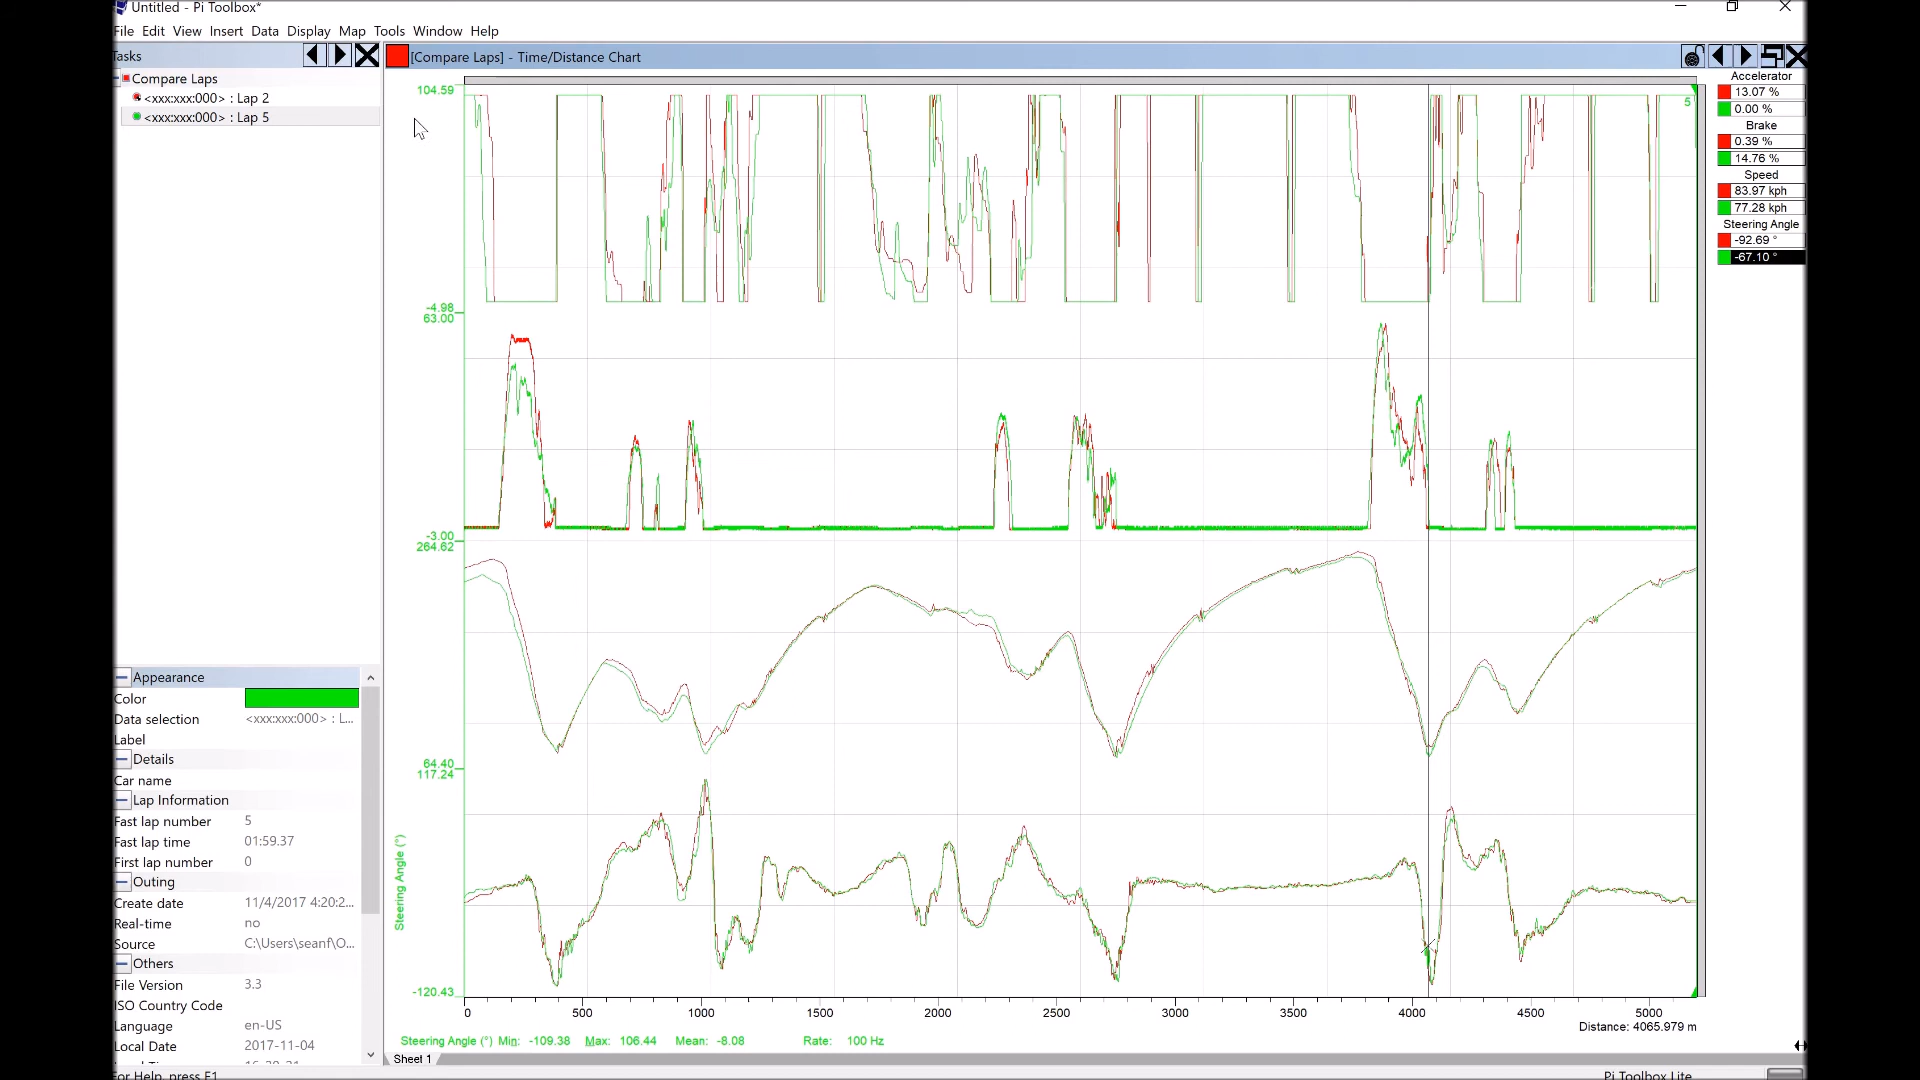 Untitled - Pi Toolbox*
File Edit View Insert Data Display Map Tools Window Help
Tasks
[Compare Laps] - Time/Distance Chart
Compare Laps
<xxx:xxx:000> : Lap 2
<xxx:xxx:000> : Lap 5
104.59
5
-4.98
63.00
-3.00
264.62
64.40
117.24
Steering Angle (°)
-120.43
0 500 1000 1500 2000 2500 3000 3500 4000 4500 5000
Distance: 4065.979 m
Steering Angle (°) Min: -109.38 Max: 106.44 Mean: -8.08 Rate: 100 Hz
Sheet 1
Accelerator
13.07 %
0.00 %
Brake
0.39 %
14.76 %
Speed
83.97 kph
77.28 kph
Steering Angle
-92.69 °
-67.10 °
Appearance
Color
Data selection <xxx:xxx:000> : L...
Label
Details
Car name
Lap Information
Fast lap number 5
Fast lap time 01:59.37
First lap number 0
Outing
Create date 11/4/2017 4:20:2...
Real-time no
Source C:\Users\seanf\O...
Others
File Version 3.3
ISO Country Code
Language en-US
Local Date 2017-11-04
For Help, press F1
Pi Toolbox Lite